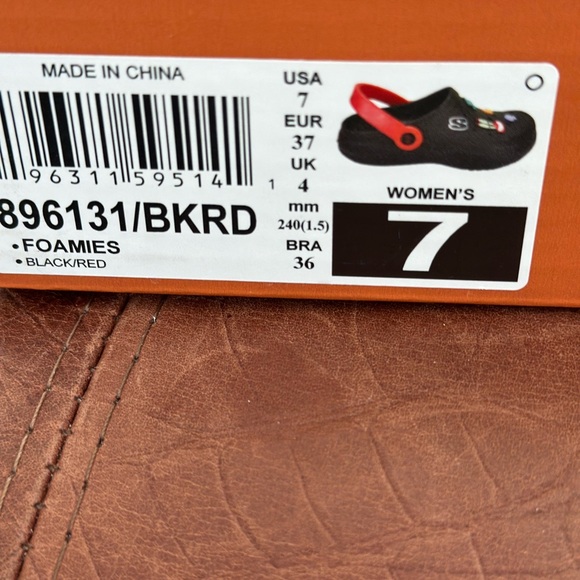 MADE IN CHINA
96311 59514 1
896131/BKRD
•FOAMIES
• BLACK/RED
USA
7
EUR
37
UK
4
mm
240(1.5)
BRA
36
S
WOMEN'S
7